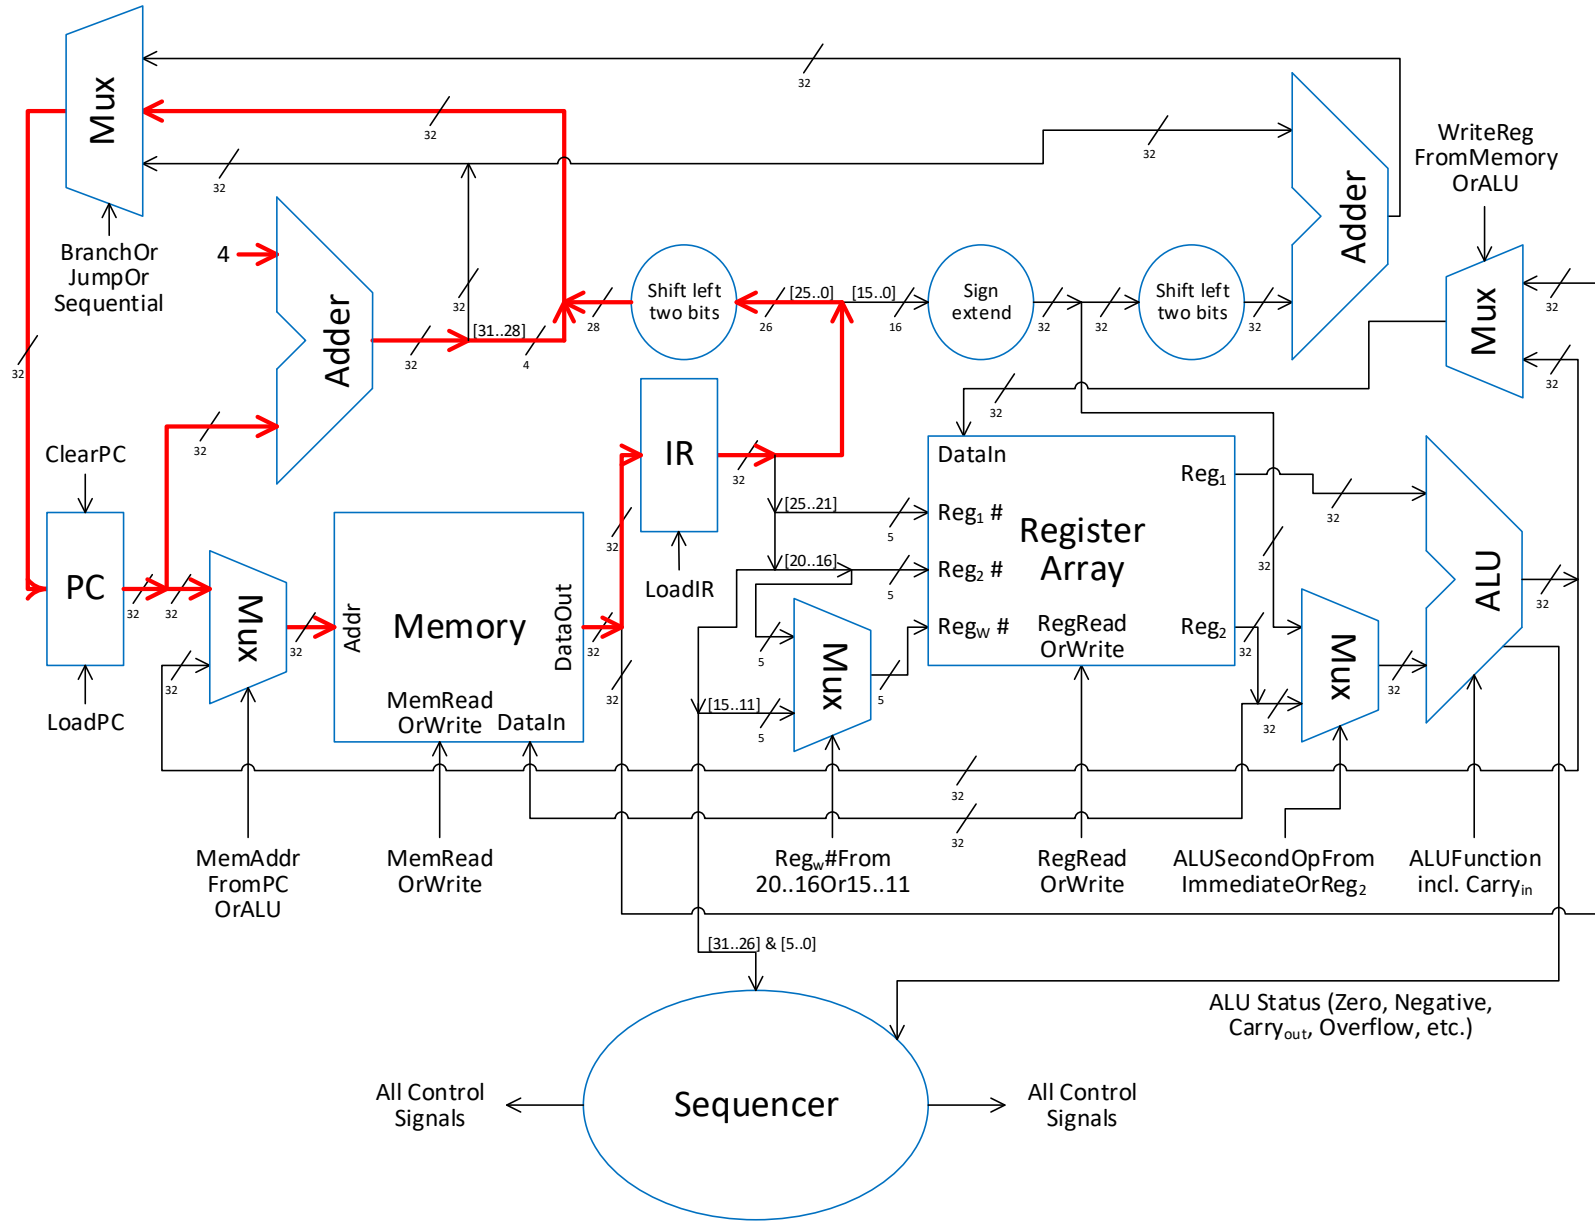 32
Mux
32
32
32
WriteReg
FromMemory
OrALU
BranchOr
JumpOr
Sequential
4
Adder
32
[31..28]
32
4
28
Shift left
two bits
[25..0]
26
[15..0]
16
Sign
extend
32
32
Shift left
two bits
32
Adder
Mux
32
32
32
32
32
ClearPC
PC
LoadPC
32
32
32
Mux
32
32
Addr
Memory
DataOut
MemRead
OrWrite
DataIn
32
32
32
IR
LoadIR
32
[25..21]
5
[20..16]
5
5
[15..11]
5
Mux
5
DataIn
Reg1 #
Reg2 #
RegW #
Register
Array
RegRead
OrWrite
Reg1
Reg2
32
32
32
32
Mux
32
ALU
32
32
32
MemAddr
FromPC
OrALU
MemRead
OrWrite
Regw#From
20..16Or15..11
RegRead
OrWrite
ALUSecondOpFrom
ImmediateOrReg2
ALUFunction
incl. Carryin
[31..26] & [5..0]
ALU Status (Zero, Negative,
Carryout, Overflow, etc.)
All Control
Signals
Sequencer
All Control
Signals